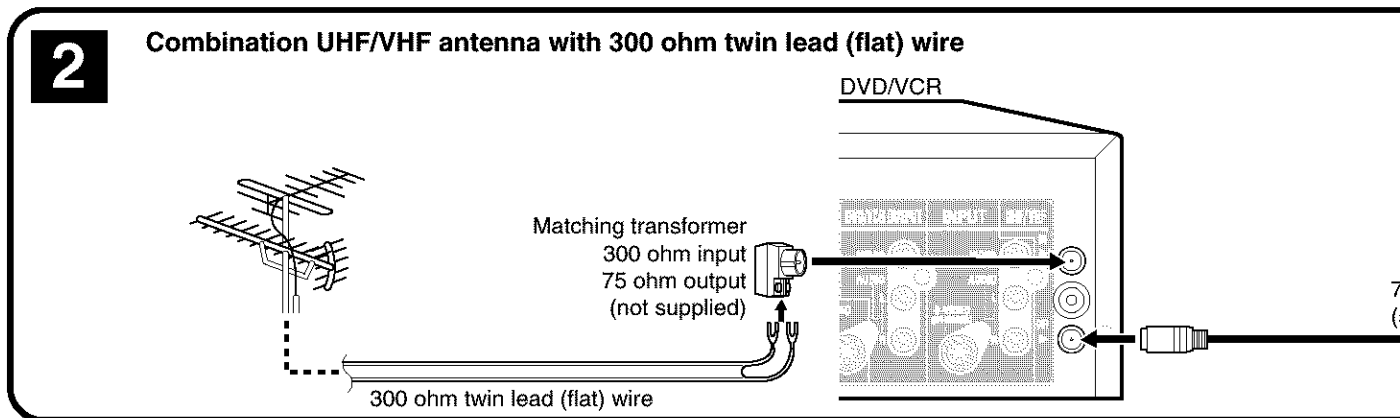 2
Combination UHF/VHF antenna with 300 ohm twin lead (flat) wire
DVD/VCR
Matching transformer
300 ohm input
75 ohm output
(not supplied)
300 ohm twin lead (flat) wire
7
(